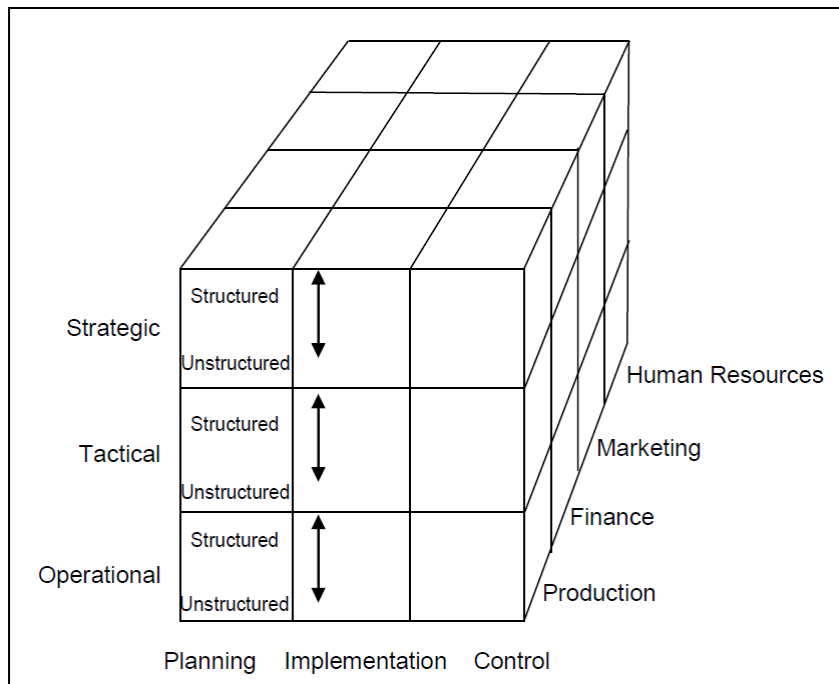 Structured
Strategic
Unstructured
Human Resources
Structured
Tactical
Marketing
Unstructured
Finance
Structured
Operational
Production
Unstructured
Planning Implementation Control